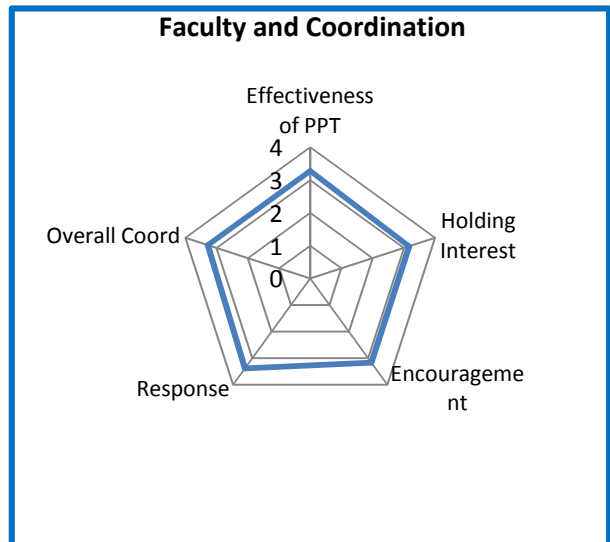 Faculty and Coordination
Effectiveness
of PPT
4
3
2
1
0
Holding
Interest
Encourageme
nt
Response
Overall Coord